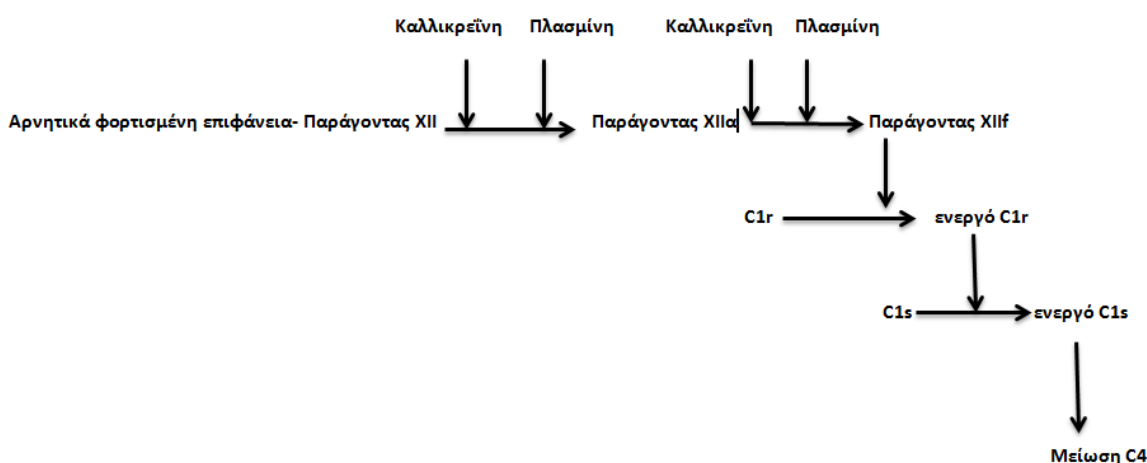 Καλλικρεΐνη Πλασμίνη Καλλικρεΐνη Πλασμίνη
Αρνητικά φορτισμένη επιφάνεια- Παράγοντας XII Παράγοντας XIIα Παράγοντας XIIf
C1r ενεργό C1r
C1s ενεργό C1s
Μείωση C4